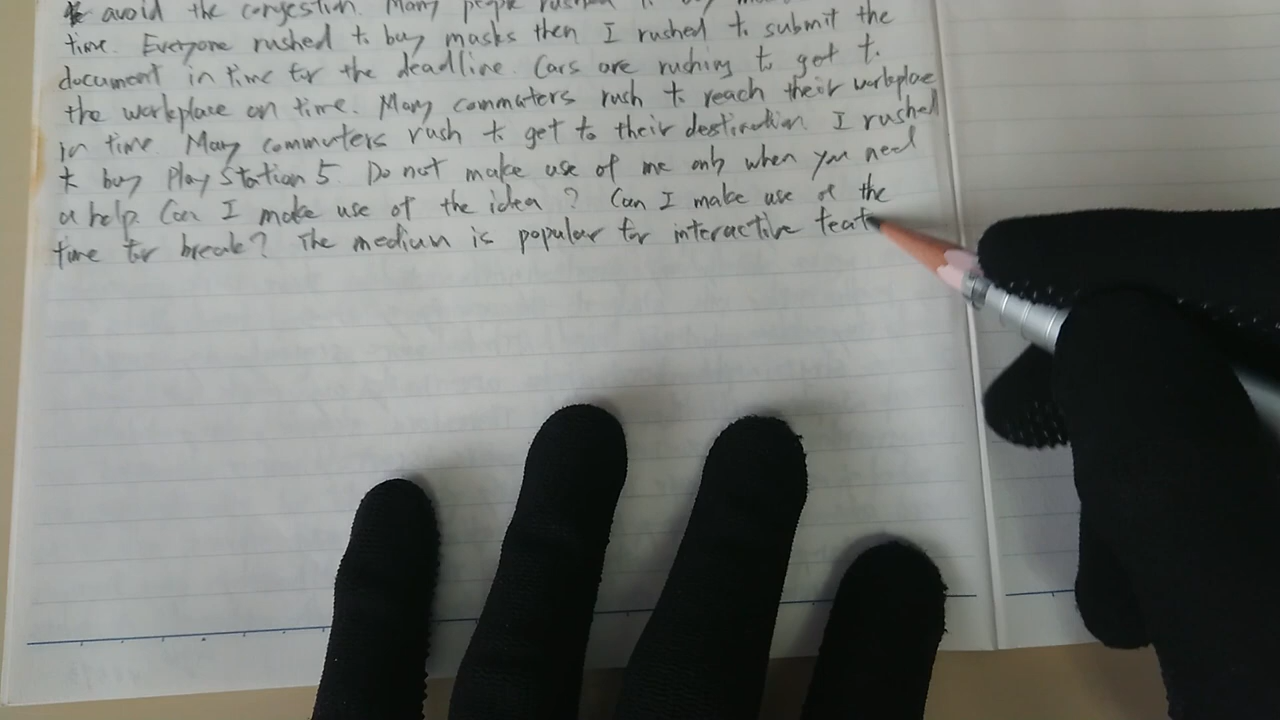 avoid the congestion. Many people rushed to buy
time. Everyone rushed to buy masks then I rushed to submit the
document in time for the deadline. Cars are rushing to get to
the workplace on time. Many commuters rush to reach their workplace
in time. Many commuters rush to get to their destination I rushed
to buy PlayStation 5. Do not make use of me only when you need
a help Can I make use of the idea? Can I make use of the
time for break? The medium is popular for interactive feat